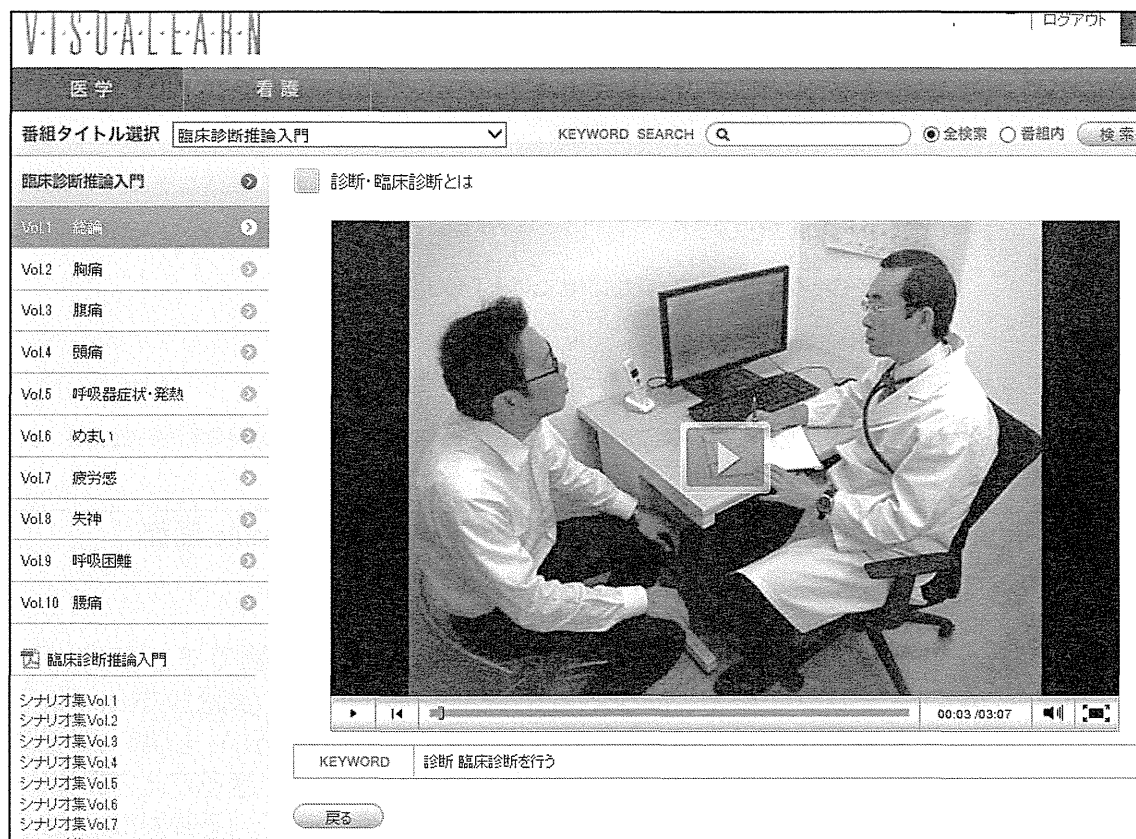 V·I·S·U·A·L·E·A·R·N
ログアウト
医学 看護
番組タイトル選択 臨床診断推論入門 KEYWORD SEARCH 全検索 番組内 検索
臨床診断推論入門
診断・臨床診断とは
Vol.1 総論
Vol.2 胸痛
Vol.3 腹痛
Vol.4 頭痛
Vol.5 呼吸器症状・発熱
Vol.6 めまい
Vol.7 疲労感
Vol.8 失神
Vol.9 呼吸困難
Vol.10 腰痛
臨床診断推論入門
シナリオ集Vol.1
シナリオ集Vol.2
シナリオ集Vol.3
シナリオ集Vol.4
シナリオ集Vol.5
シナリオ集Vol.6
シナリオ集Vol.7
00:03 /03:07
KEYWORD 診断 臨床診断を行う
戻る